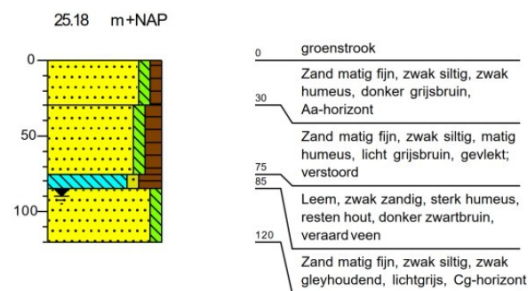 25.18 m+NAP
0
50
100
0 groenstrook
Zand matig fijn, zwak siltig, zwak
humeus, donker grijsbruin,
Aa-horizont
30
Zand matig fijn, zwak siltig, matig
humeus, licht grijsbruin, gevlekt;
verstoord
75
85
Leem, zwak zandig, sterk humeus,
resten hout, donker zwartbruin,
veraard veen
120
Zand matig fijn, zwak siltig, zwak
gleyhoudend, lichtgrijs, Cg-horizont